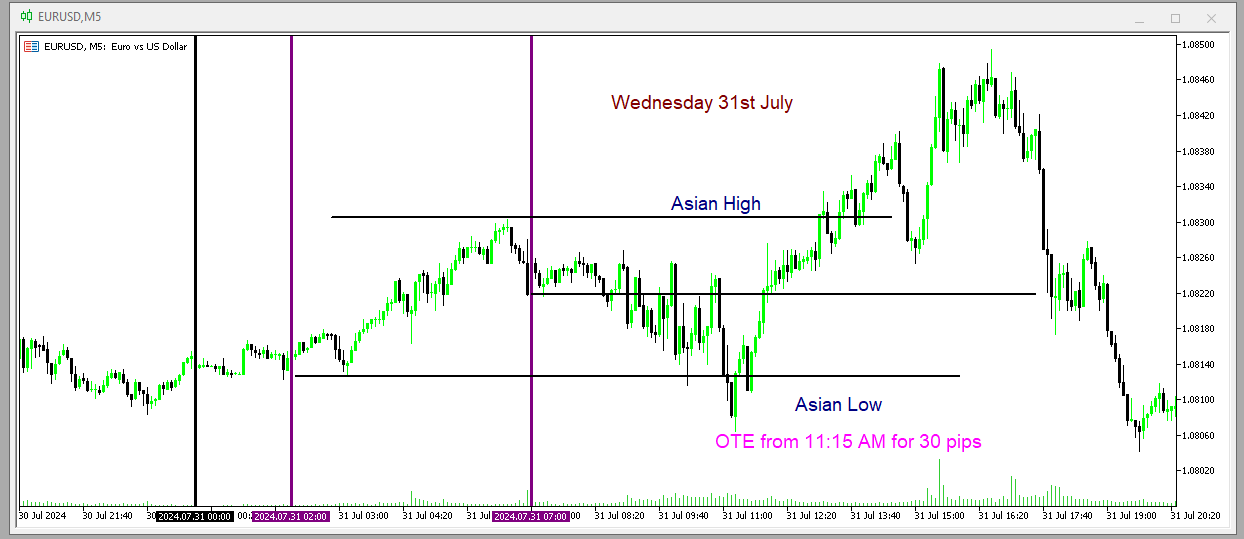 EURUSD,M5
EURUSD, M5: Euro vs US Dollar
Wednesday 31st July
Asian High
Asian Low
OTE from 11:15 AM for 30 pips
1.08500
1.08460
1.08420
1.08380
1.08340
1.08300
1.08260
1.08220
1.08180
1.08140
1.08100
1.08060
1.08020
30 Jul 2024
30 Jul 21:40
2024.07.31 00:00
2024.07.31 02:00
31 Jul 03:00
31 Jul 04:20
2024.07.31 07:00
31 Jul 08:20
31 Jul 09:40
31 Jul 11:00
31 Jul 12:20
31 Jul 13:40
31 Jul 15:00
31 Jul 16:20
31 Jul 17:40
31 Jul 19:00
31 Jul 20:20